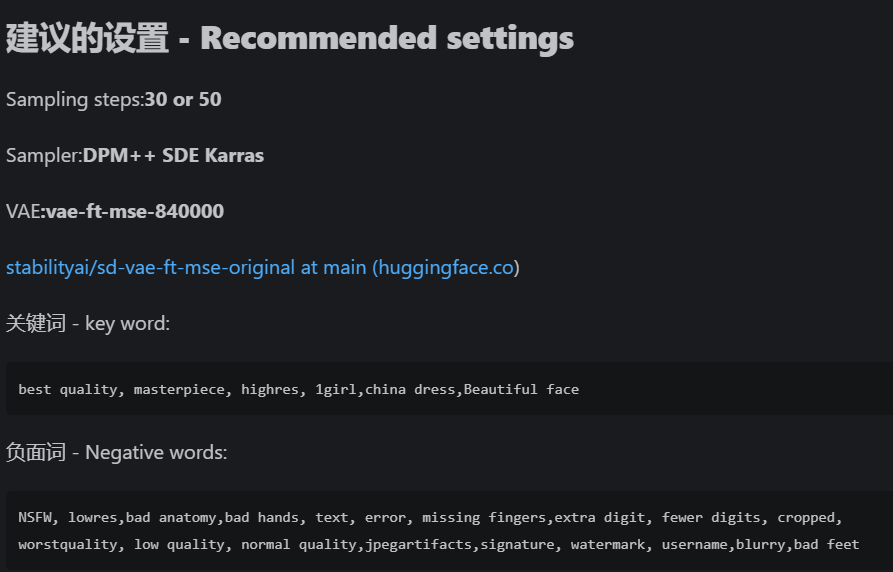 建议的设置 - Recommended settings
Sampling steps:30 or 50
Sampler:DPM++ SDE Karras
VAE:vae-ft-mse-840000
stabilityai/sd-vae-ft-mse-original at main (huggingface.co)
关键词 - key word:
best quality, masterpiece, highres, 1girl,china dress,Beautiful face
负面词 - Negative words:
NSFW, lowres,bad anatomy,bad hands, text, error, missing fingers,extra digit, fewer digits, cropped,
worstquality, low quality, normal quality,jpegartifacts,signature, watermark, username,blurry,bad feet